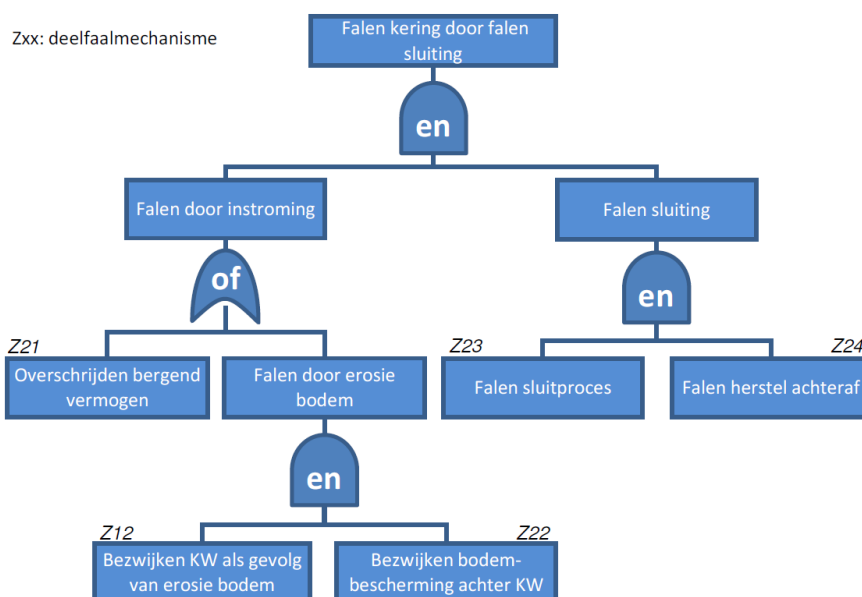 Zxx: deelfaalmechanisme
Falen kering door falen
sluiting
en
Falen door instroming
Falen sluiting
of
en
Z21
Z23
Z24
Overschrijden bergend
vermogen
Falen door erosie
bodem
Falen sluitproces
Falen herstel achteraf
en
Z12
Z22
Bezwijken KW als gevolg
van erosie bodem
Bezwijken bodem-
bescherming achter KW